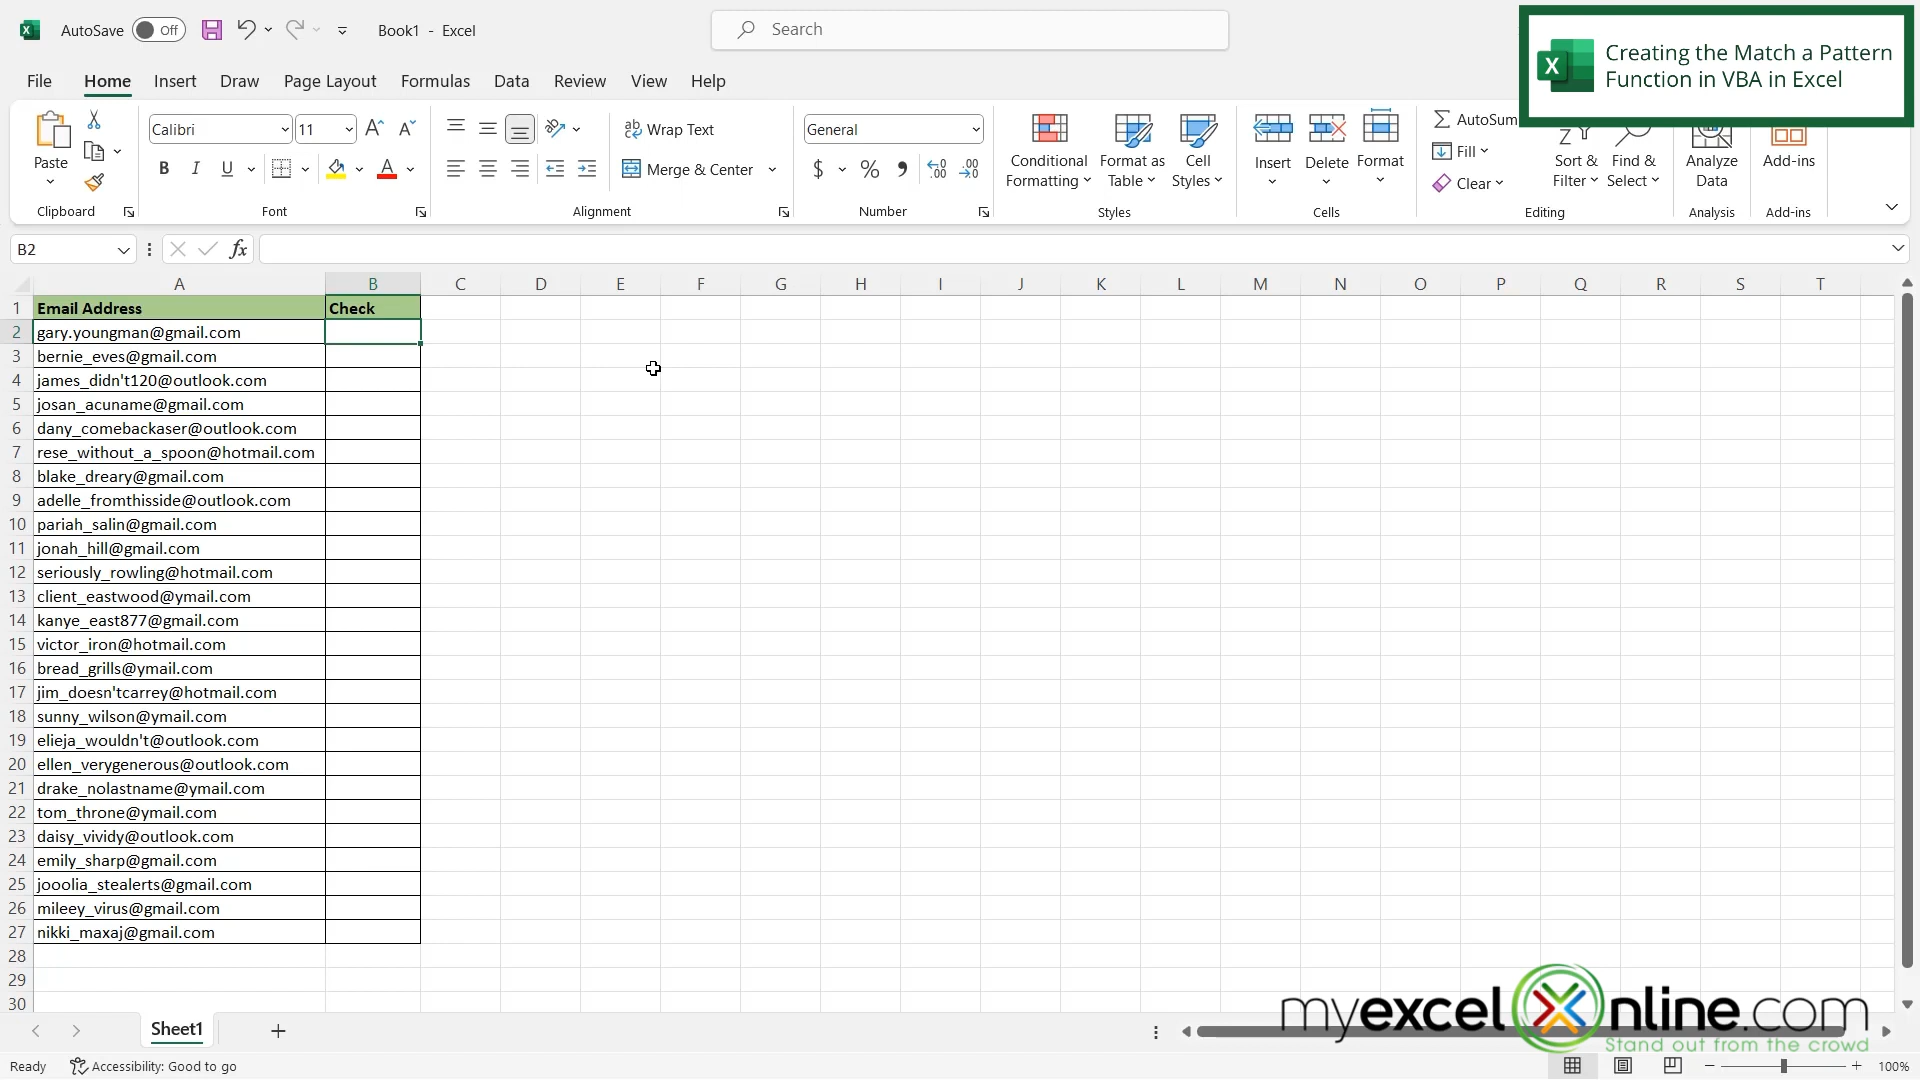 AutoSave Off Book1 - Excel Search
Creating the Match a Pattern
Function in VBA in Excel
File Home Insert Draw Page Layout Formulas Data Review View Help
Paste
Calibri 11
B I U
ab Wrap Text
Merge & Center
General
$ % 9 .00
Conditional
Formatting
Format as
Table
Cell
Styles
Insert Delete Format
AutoSum
Fill
Clear
Sort &
Filter
Find &
Select
Analyze
Data
Add-ins
Clipboard Font Alignment Number Styles Cells Editing Analysis Add-ins
B2 fx
A B C D E F G H I J K L M N O P Q R S T
1 Email Address Check
2 gary.youngman@gmail.com
3 bernie_eves@gmail.com
4 james_didn't120@outlook.com
5 josan_acuname@gmail.com
6 dany_comebackaser@outlook.com
7 rese_without_a_spoon@hotmail.com
8 blake_dreary@gmail.com
9 adelle_fromthisside@outlook.com
10 pariah_salin@gmail.com
11 jonah_hill@gmail.com
12 seriously_rowling@hotmail.com
13 client_eastwood@ymail.com
14 kanye_east877@gmail.com
15 victor_iron@hotmail.com
16 bread_grills@ymail.com
17 jim_doesn'tcarrey@hotmail.com
18 sunny_wilson@ymail.com
19 elieja_wouldn't@outlook.com
20 ellen_verygenerous@outlook.com
21 drake_nolastname@ymail.com
22 tom_throne@ymail.com
23 daisy_vividy@outlook.com
24 emily_sharp@gmail.com
25 jooolia_stealerts@gmail.com
26 mileey_virus@gmail.com
27 nikki_maxaj@gmail.com
28
29
30
myexcelonline.com
Stand out from the crowd
Sheet1
Ready Accessibility: Good to go 100%